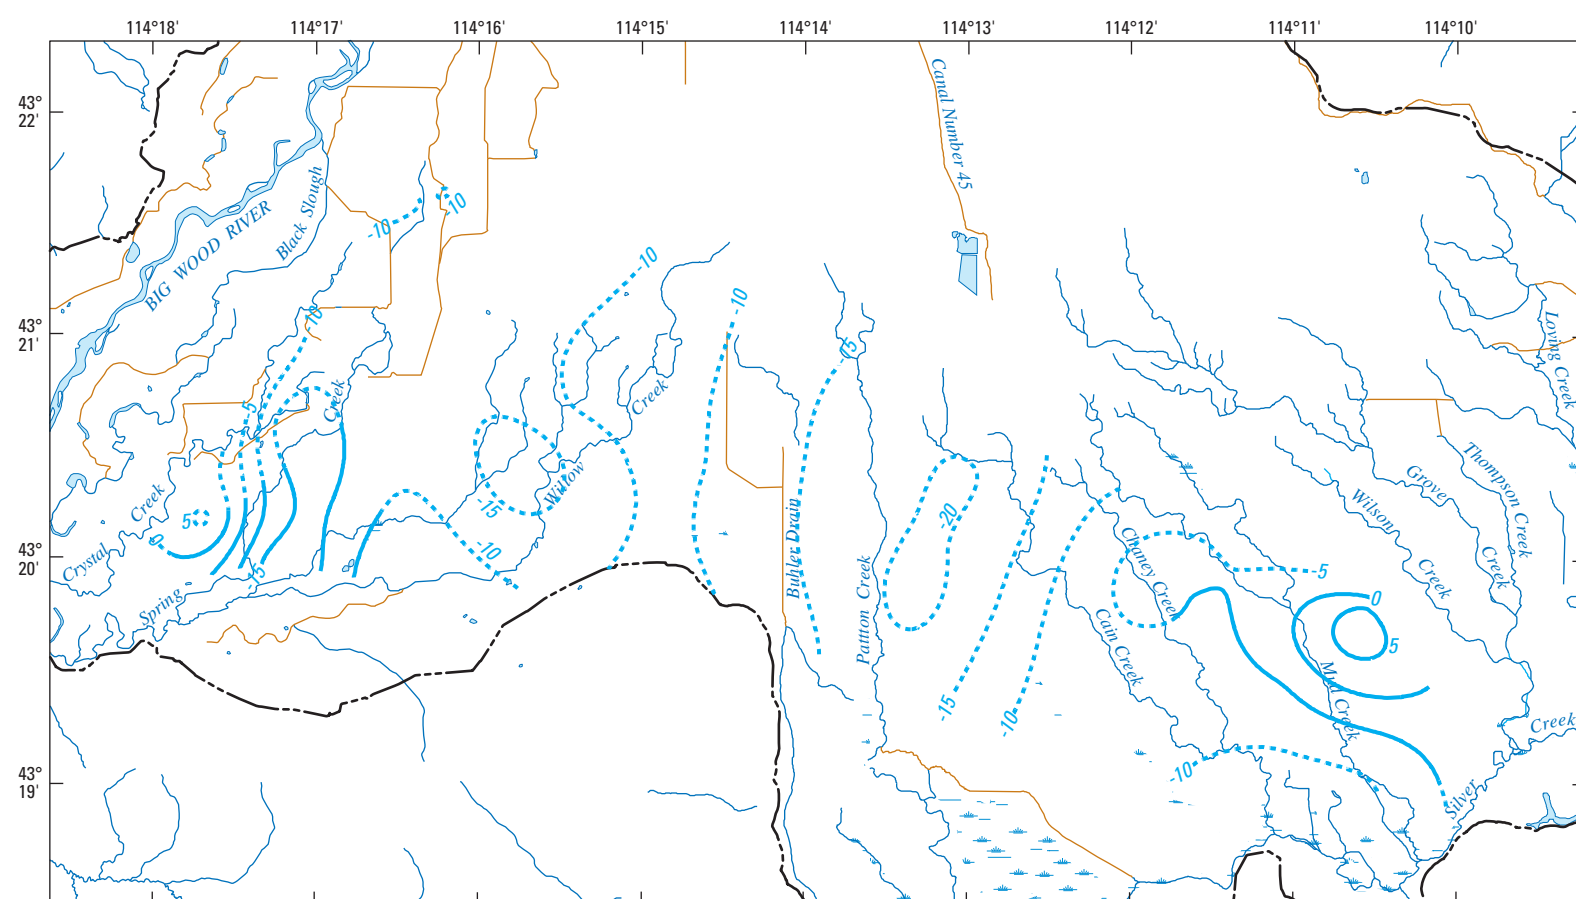 114°18' 114°17' 114°16' 114°15' 114°14' 114°13' 114°12' 114°11' 114°10'
43°
22'
43°
21'
43°
20'
43°
19'
Canal Number 45
BIG WOOD RIVER
Black Slough
-10
-10
-10
-10
-10
15
-5
Creek
Creek
Loving Creek
Willow
-15
-10
5
0
Creek
Crystal
15
Spring
Buhler Drain
Pattton Creek
-20
-15
-10
Chaney Creek
Cain Creek
-5
0
5
Mud Creek
-10
Wilson
Creek
Grove
Creek
Thompson Creek
Creek
Silver